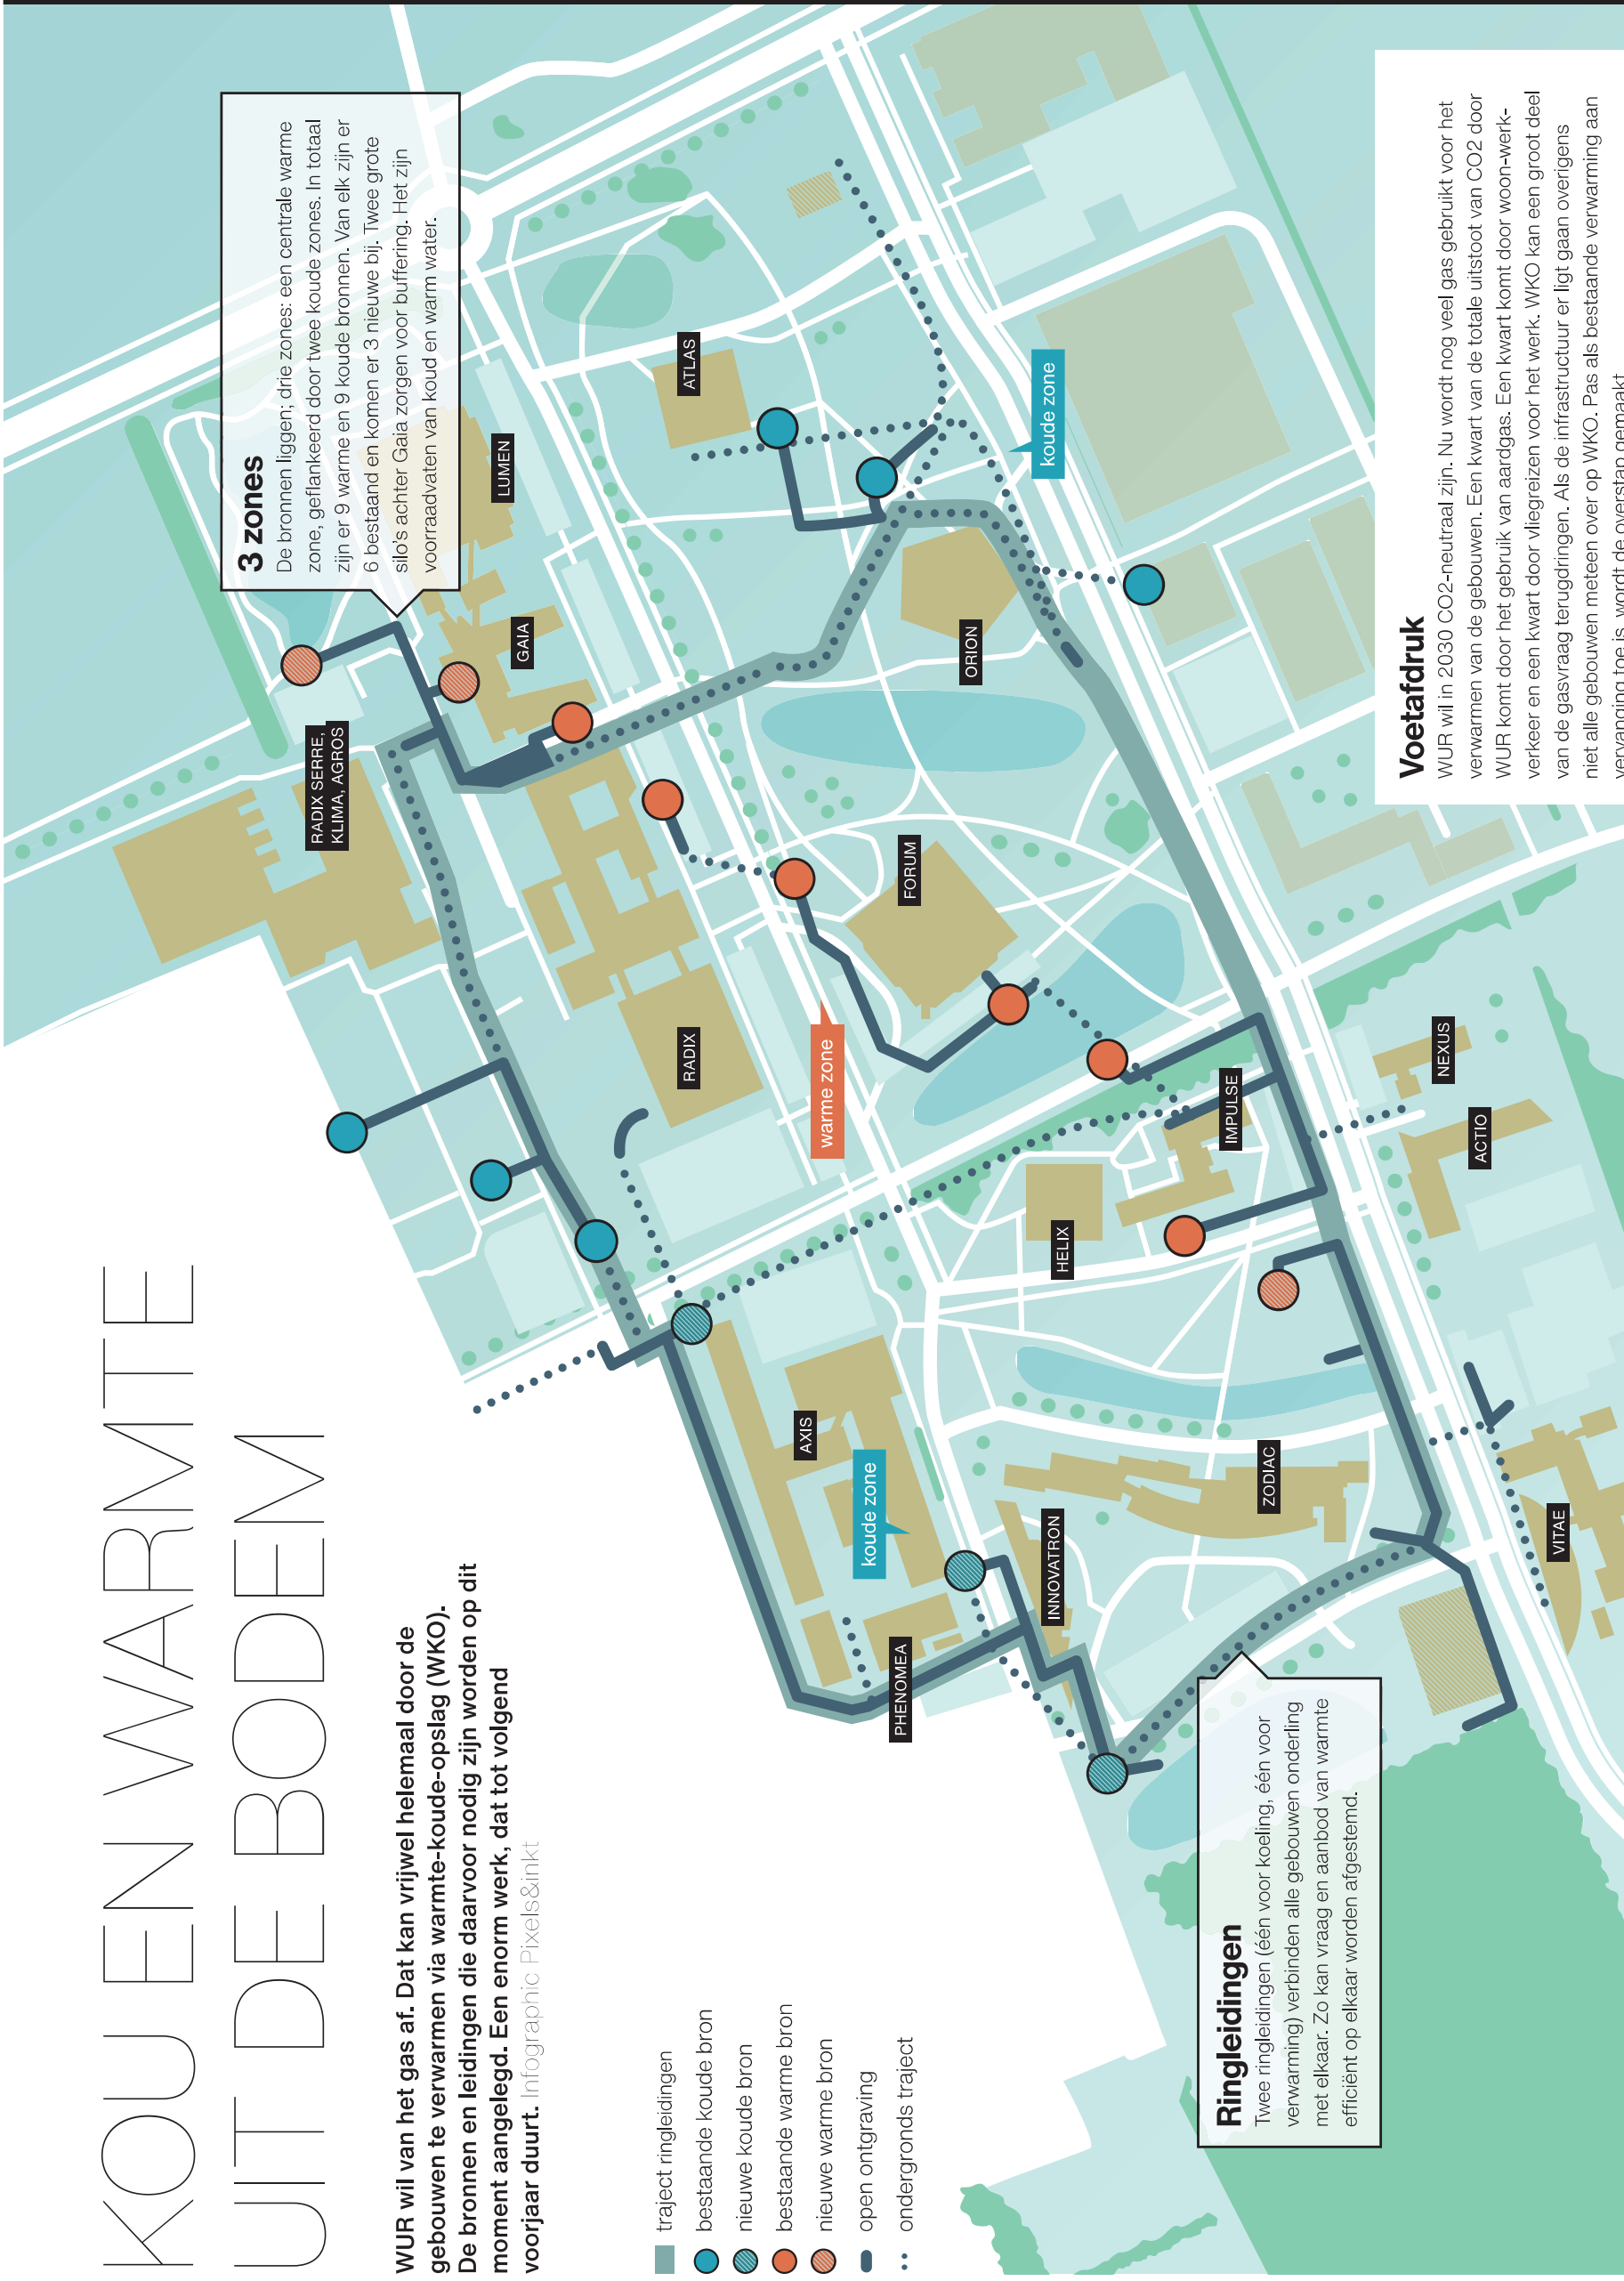 KOU EN WARMTE
UIT DE BODEM
WUR wil van het gas af. Dat kan vrijwel helemaal door de
gebouwen te verwarmen via warmte-koude-opslag (WKO).
De bronnen en leidingen die daarvoor nodig zijn worden op dit
moment aangelegd. Een enorm werk, dat tot volgend
voorjaar duurt. Infographic Pixels&inkt
traject ringleidingen
bestaande koude bron
nieuwe koude bron
bestaande warme bron
nieuwe warme bron
open ontgraving
ondergronds traject
3 zones
De bronnen liggen; drie zones: een centrale warme
zone, geflankeerd door twee koude zones. In totaal
zijn er 9 warme en 9 koude bronnen. Van elk zijn er
6 bestaand en komen er 3 nieuwe bij. Twee grote
silo's achter Gaia zorgen voor buffering. Het zijn
voorraadvaten van koud en warm water.
RADIX SERRE,
KLIMA, AGROS
LUMEN
GAIA
ATLAS
RADIX
warme zone
koude zone
ORION
FORUM
AXIS
koude zone
PHENOMEA
INNOVATRON
HELIX
IMPULSE
ZODIAC
NEXUS
ACTIO
VITAE
Ringleidingen
Twee ringleidingen (één voor koeling, één voor
verwarming) verbinden alle gebouwen onderling
met elkaar. Zo kan vraag en aanbod van warmte
efficiënt op elkaar worden afgestemd.
Voetafdruk
WUR wil in 2030 CO2-neutraal zijn. Nu wordt nog veel gas gebruikt voor het
verwarmen van de gebouwen. Een kwart van de totale uitstoot van CO2 door
WUR komt door het gebruik van aardgas. Een kwart komt door woon-werk-
verkeer en een kwart door vliegreizen voor het werk. WKO kan een groot deel
van de gasvraag terugdringen. Als de infrastructuur er ligt gaan overigens
niet alle gebouwen meteen over op WKO. Pas als bestaande verwarming aan
vervanging toe is, wordt de overstap gemaakt